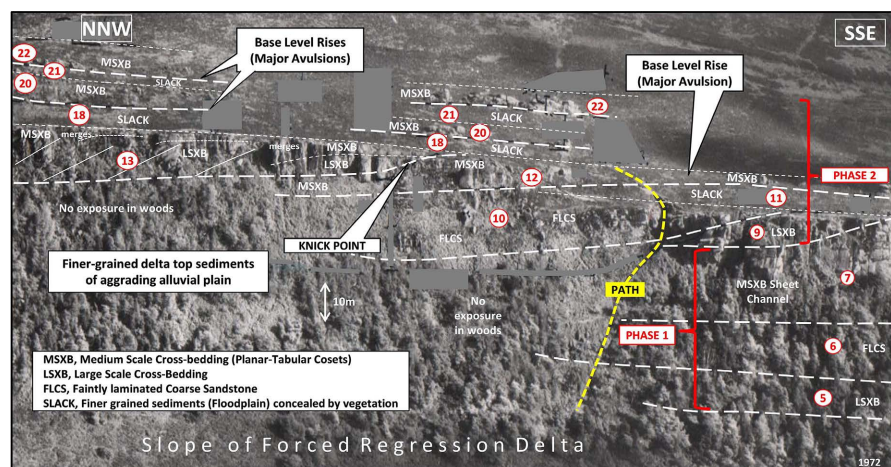 NNW
SSE
Base Level Rises
(Major Avulsions)
Base Level Rise
(Major Avulsion)
22
MSXB
21
20
MSXB
SLACK
18
SLACK
MSXB
merges
13
LSXB
merges
MSXB
LSXB
MSXB
MSXB
22
21
SLACK
MSXB
20
18
SLACK
MSXB
12
10
FLCS
FLCS
MSXB
SLACK
11
PHASE 2
9
LSXB
7
MSXB Sheet
Channel
No exposure in woods
KNICK POINT
Finer-grained delta top sediments
of aggrading alluvial plain
10m
No
exposure
in woods
PATH
PHASE 1
6
FLCS
5
LSXB
MSXB, Medium Scale Cross-bedding (Planar-Tabular Cosets)
LSXB, Large Scale Cross-Bedding
FLCS, Faintly laminated Coarse Sandstone
SLACK, Finer grained sediments (Floodplain) concealed by vegetation
Slope of Forced Regression Delta
1972